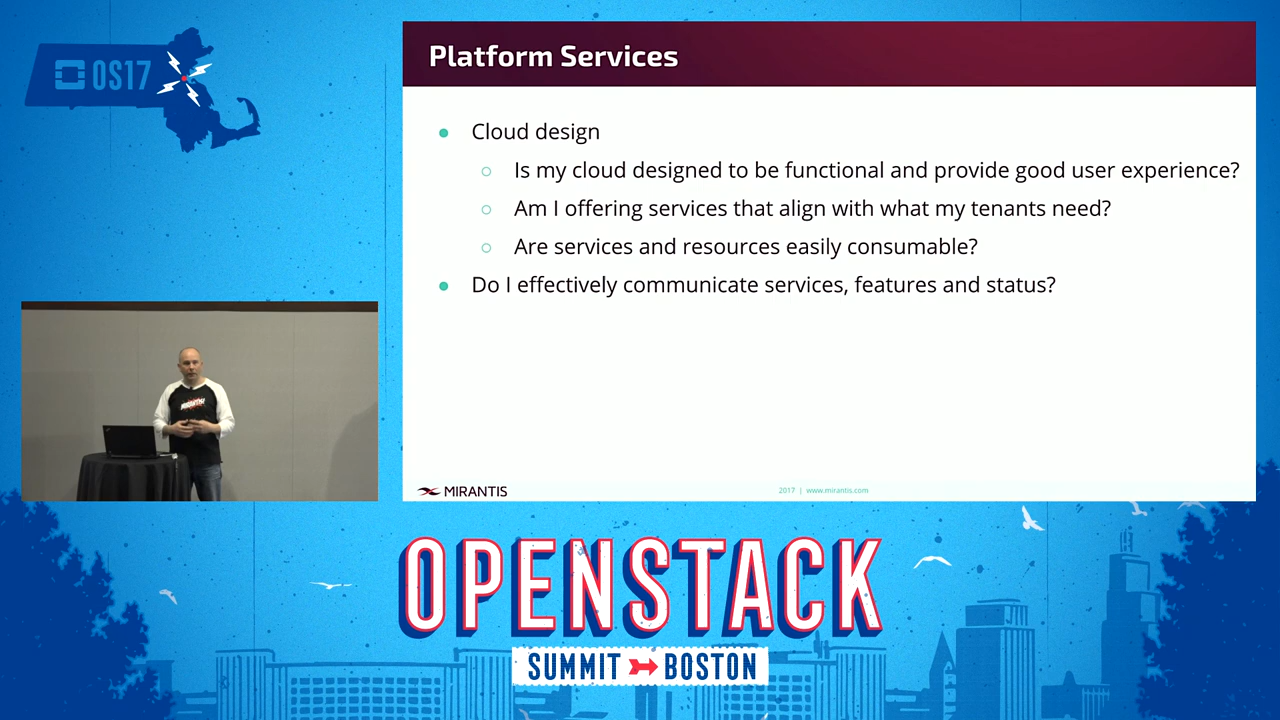 OS17
Platform Services
Cloud design
Is my cloud designed to be functional and provide good user experience?
Am I offering services that align with what my tenants need?
Are services and resources easily consumable?
Do I effectively communicate services, features and status?
MIRANTIS
2017 | www.mirantis.com
OPENSTACK
SUMMIT BOSTON